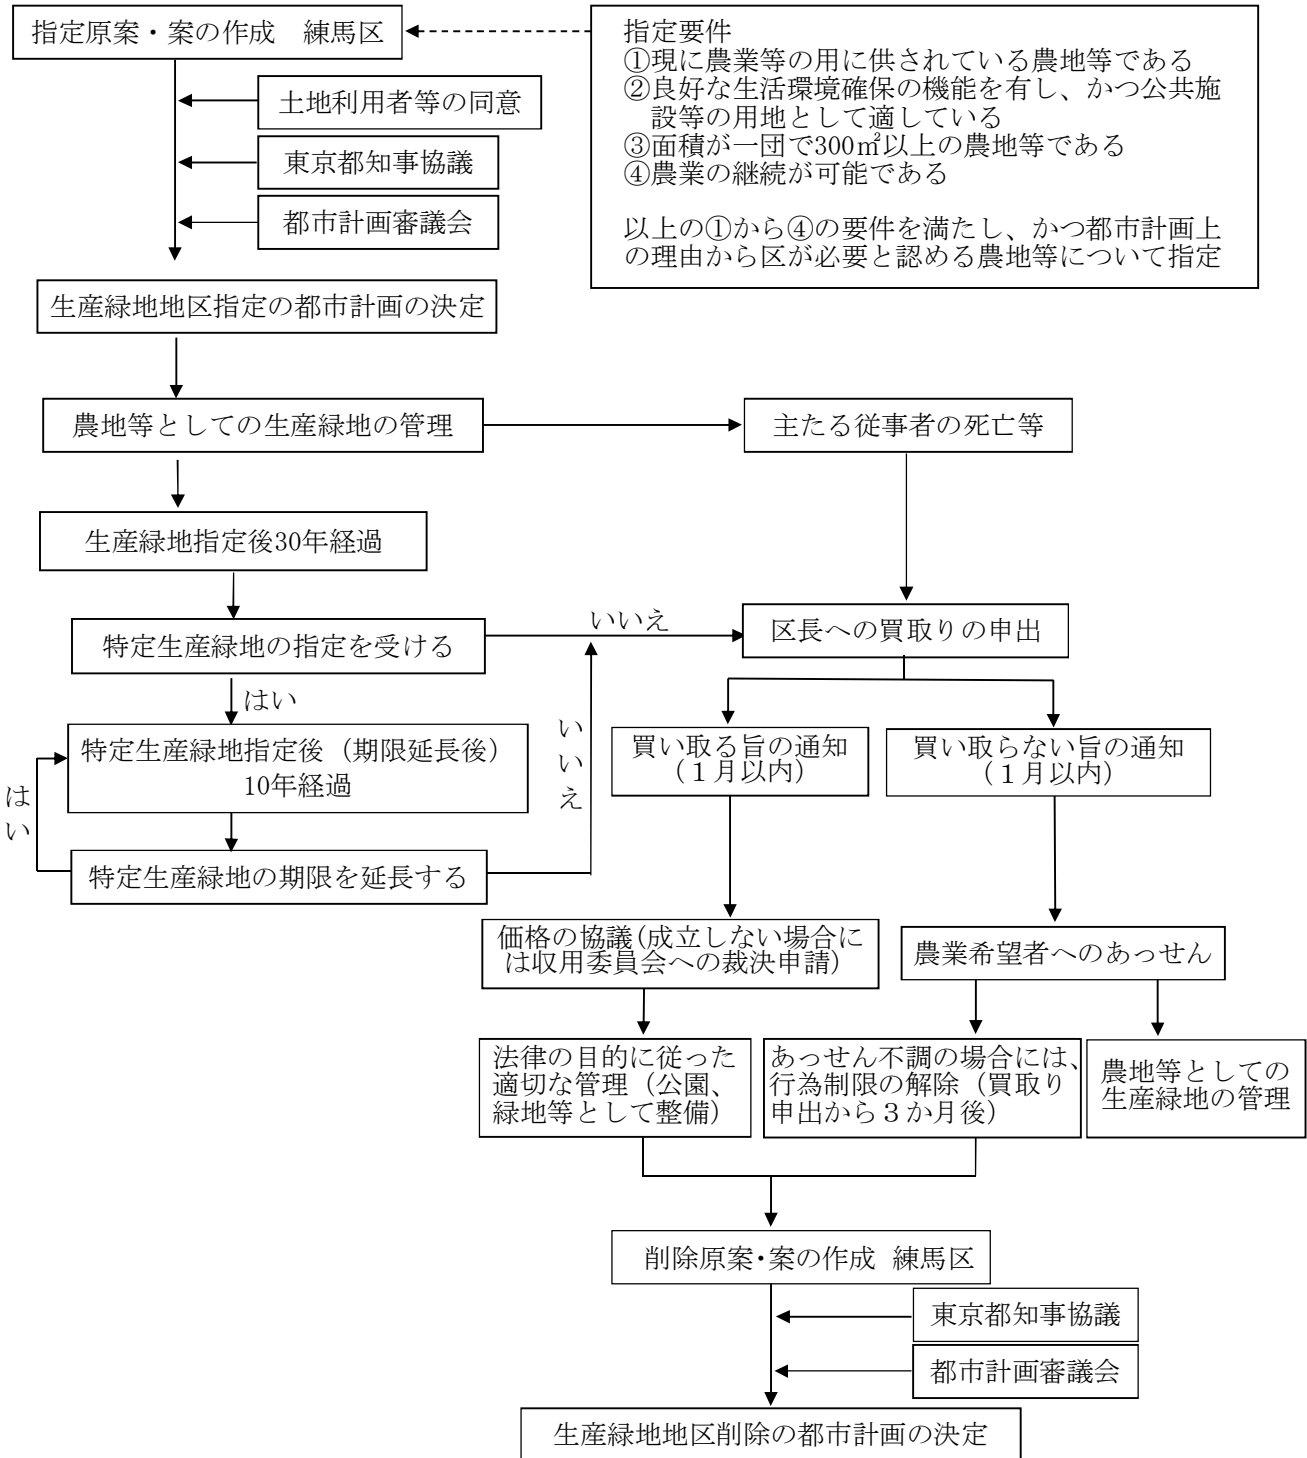 指定原案・案の作成　練馬区
指定要件
①現に農業等の用に供されている農地等である
②良好な生活環境確保の機能を有し、かつ公共施
設等の用地として適している
③面積が一団で300㎡以上の農地等である
④農業の継続が可能である
以上の①から④の要件を満たし、かつ都市計画上
の理由から区が必要と認める農地等について指定
土地利用者等の同意
東京都知事協議
都市計画審議会
生産緑地地区指定の都市計画の決定
農地等としての生産緑地の管理
主たる従事者の死亡等
生産緑地指定後30年経過
特定生産緑地の指定を受ける
いいえ
区長への買取りの申出
はい
特定生産緑地指定後（期限延長後）
10年経過
いいえ
はい
特定生産緑地の期限を延長する
買い取る旨の通知
（１月以内）
買い取らない旨の通知
（１月以内）
価格の協議(成立しない場合に
は収用委員会への裁決申請)
農業希望者へのあっせん
法律の目的に従った
適切な管理（公園、
緑地等として整備）
あっせん不調の場合には、
行為制限の解除（買取り
申出から３か月後）
農地等としての
生産緑地の管理
削除原案・案の作成 練馬区
東京都知事協議
都市計画審議会
生産緑地地区削除の都市計画の決定